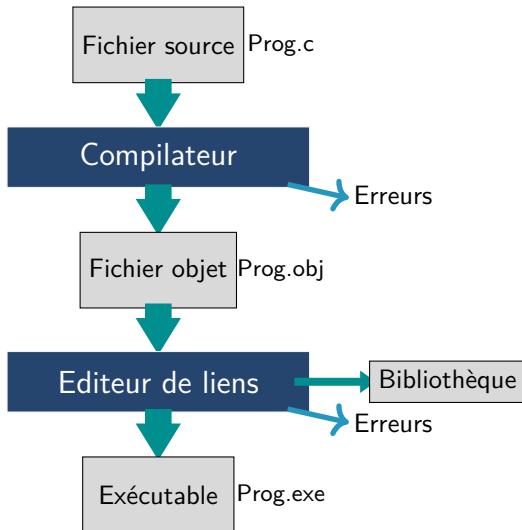 Fichier source Prog.c
Compilateur
Erreurs
Fichier objet Prog.obj
Editeur de liens
Bibliothèque
Erreurs
Exécutable Prog.exe